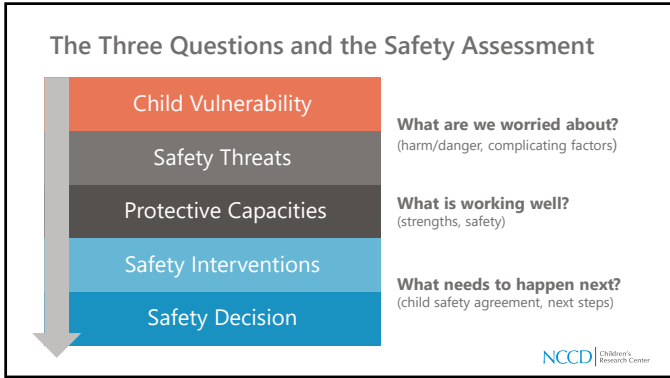 The Three Questions and the Safety Assessment
Child Vulnerability
Safety Threats
Protective Capacities
Safety Interventions
Safety Decision
What are we worried about?
(harm/danger, complicating factors)
What is working well?
(strengths, safety)
What needs to happen next?
(child safety agreement, next steps)
NCCD
Children's
Research Center